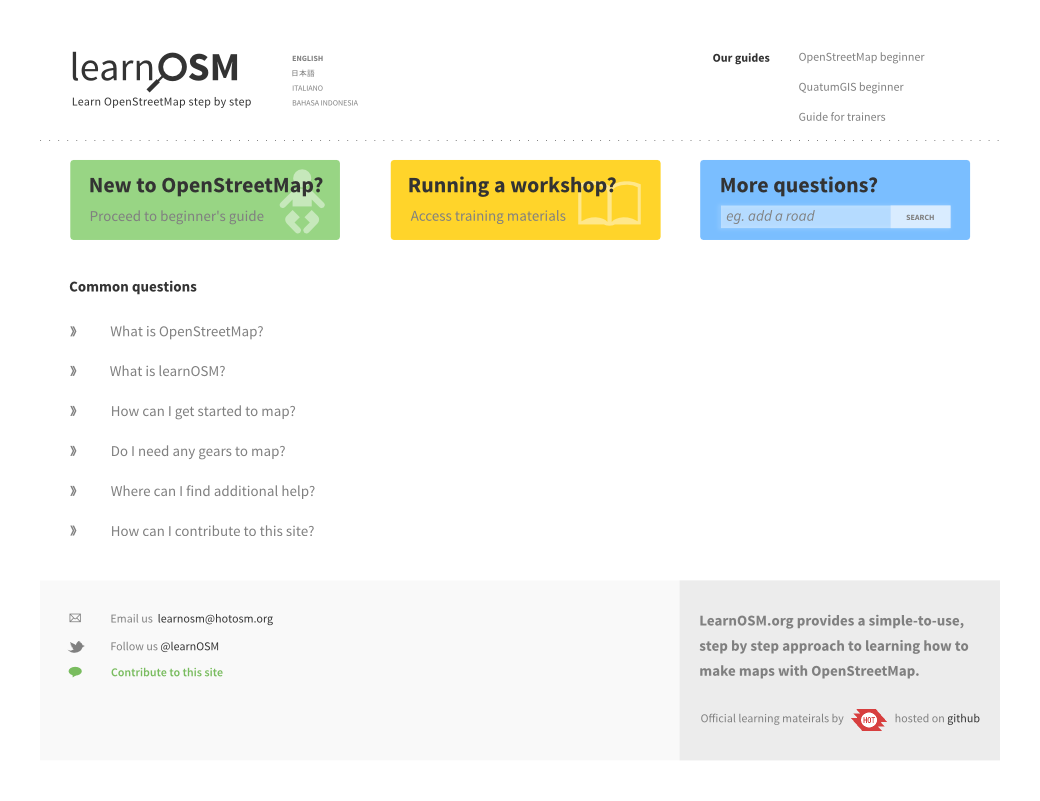 learnOSM
Learn OpenStreetMap step by step
ENGLISH
日本語
ITALIANO
BAHASA INDONESIA
Our guides
OpenStreetMap beginner
QuatumGIS beginner
Guide for trainers
New to OpenStreetMap?
Proceed to beginner's guide
Running a workshop?
Access training materials
More questions?
eg. add a road
SEARCH
Common questions
What is OpenStreetMap?
What is learnOSM?
How can I get started to map?
Do I need any gears to map?
Where can I find additional help?
How can I contribute to this site?
Email us learnosm@hotosm.org
Follow us @learnOSM
Contribute to this site
LearnOSM.org provides a simple-to-use,
step by step approach to learning how to
make maps with OpenStreetMap.
Official learning mateirals by HOT hosted on github